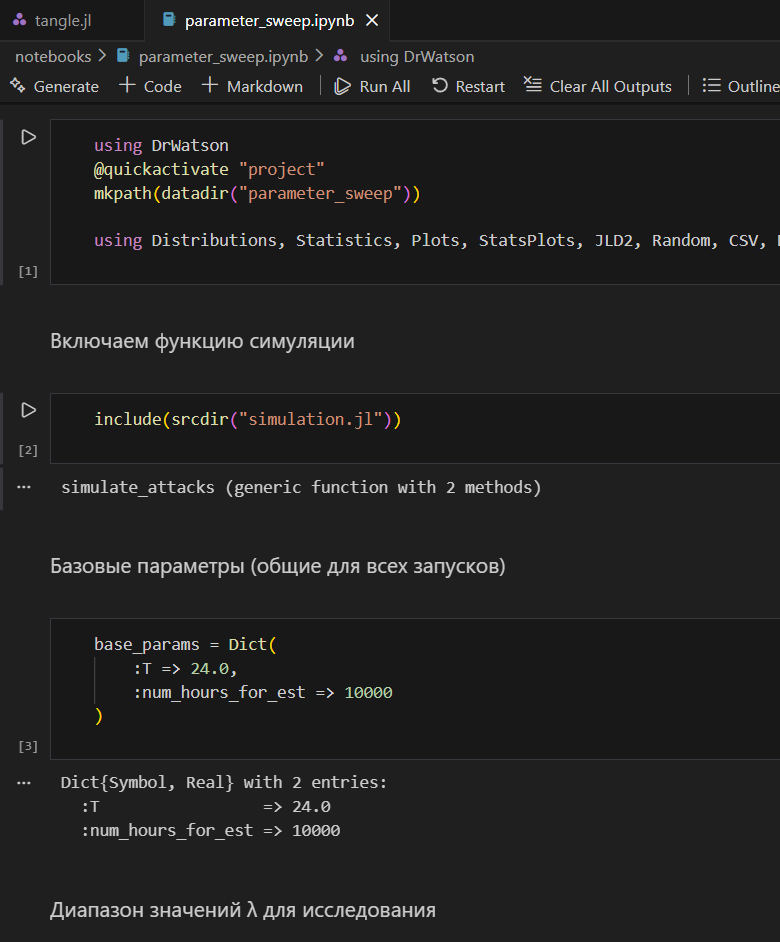 tangle.jl
parameter_sweep.ipynb
notebooks > parameter_sweep.ipynb > using DrWatson
Generate + Code + Markdown | Run All Restart Clear All Outputs | Outline
using DrWatson
@quickactivate "project"
mkpath(datadir("parameter_sweep"))
using Distributions, Statistics, Plots, StatsPlots, JLD2, Random, CSV,
[1]
Включаем функцию симуляции
include(srcdir("simulation.jl"))
[2]
... simulate_attacks (generic function with 2 methods)
Базовые параметры (общие для всех запусков)
base_params = Dict(
    :T => 24.0,
    :num_hours_for_est => 10000
)
[3]
... Dict{Symbol, Real} with 2 entries:
  :T                 => 24.0
  :num_hours_for_est => 10000
Диапазон значений λ для исследования